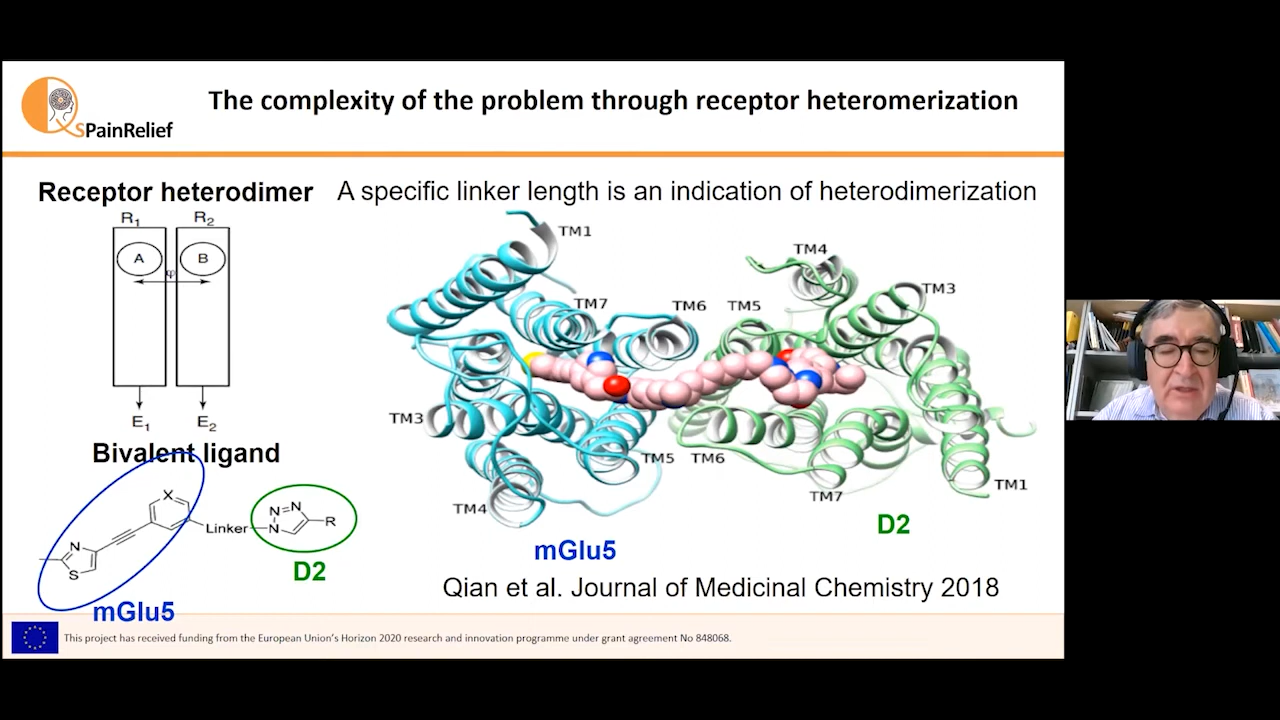 The complexity of the problem through receptor heteromerization
QSPainRelief
Receptor heterodimer
A specific linker length is an indication of heterodimerization
R1 R2
A B
φ
E1 E2
Bivalent ligand
X
N
S
Linker
N=N
N
R
mGlu5
D2
TM1
TM7
TM6
TM3
TM5
TM4
mGlu5
TM4
TM3
TM5
TM6
TM7
TM1
D2
Qian et al. Journal of Medicinal Chemistry 2018
This project has received funding from the European Union's Horizon 2020 research and innovation programme under grant agreement No 848068.